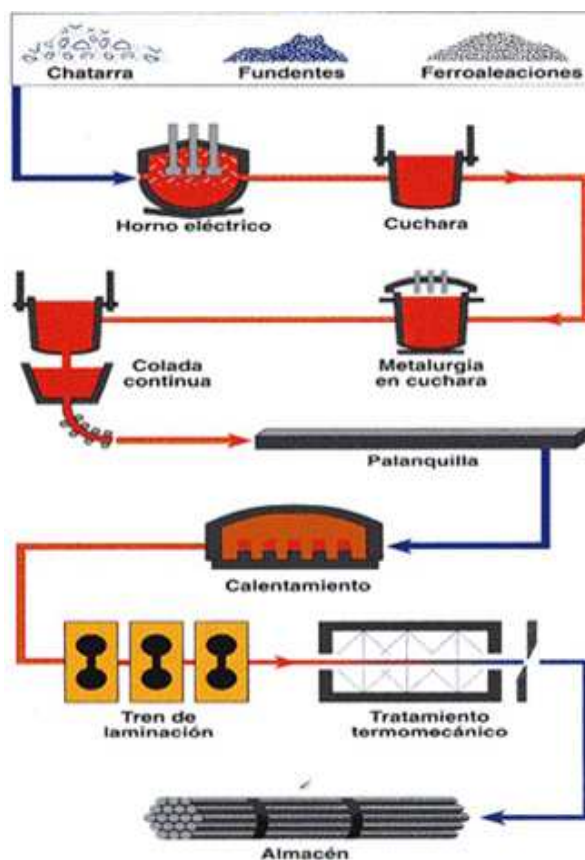 Chatarra
Fundentes
Ferroaleaciones
Horno eléctrico
Cuchara
Colada
continua
Metalurgia
en cuchara
Palanquilla
Calentamiento
Tren de
laminación
Tratamiento
termomecánico
Almacén